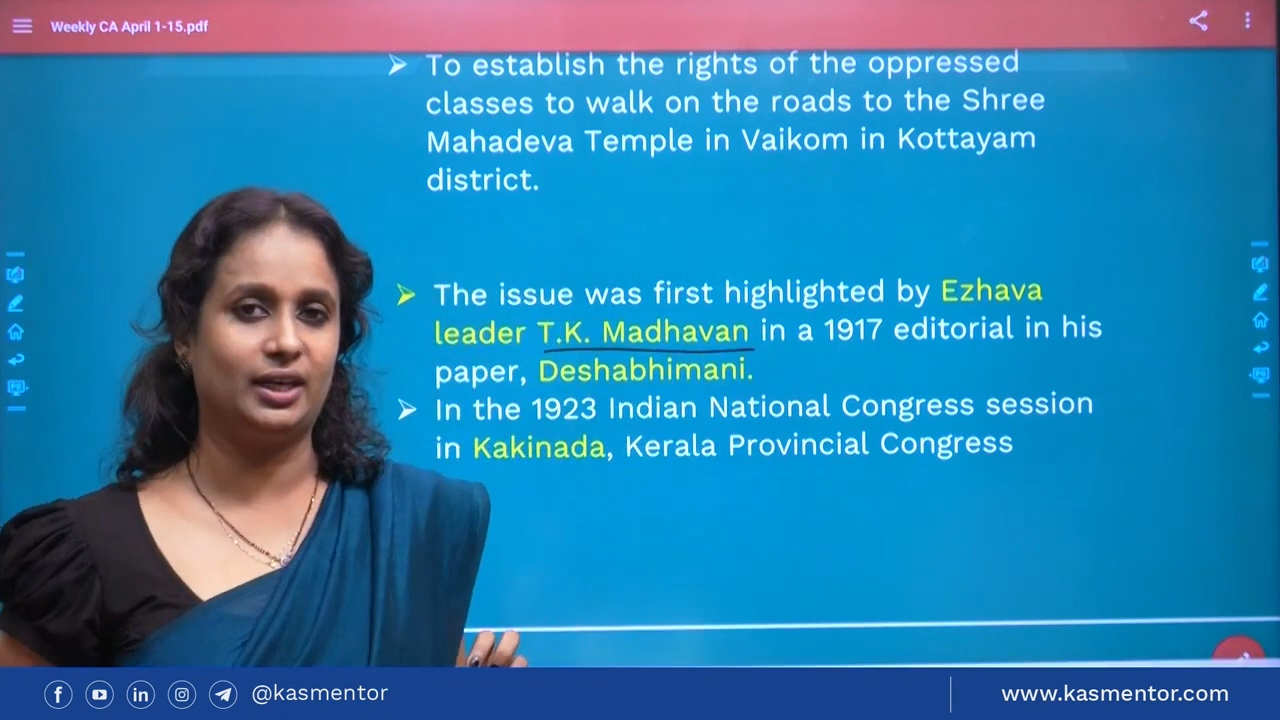 Weekly CA April 1-15.pdf
➢ To establish the rights of the oppressed
classes to walk on the roads to the Shree
Mahadeva Temple in Vaikom in Kottayam
district.
➢ The issue was first highlighted by Ezhava
leader T.K. Madhavan in a 1917 editorial in his
paper, Deshabhimani.
➢ In the 1923 Indian National Congress session
in Kakinada, Kerala Provincial Congress
@kasmentor
www.kasmentor.com